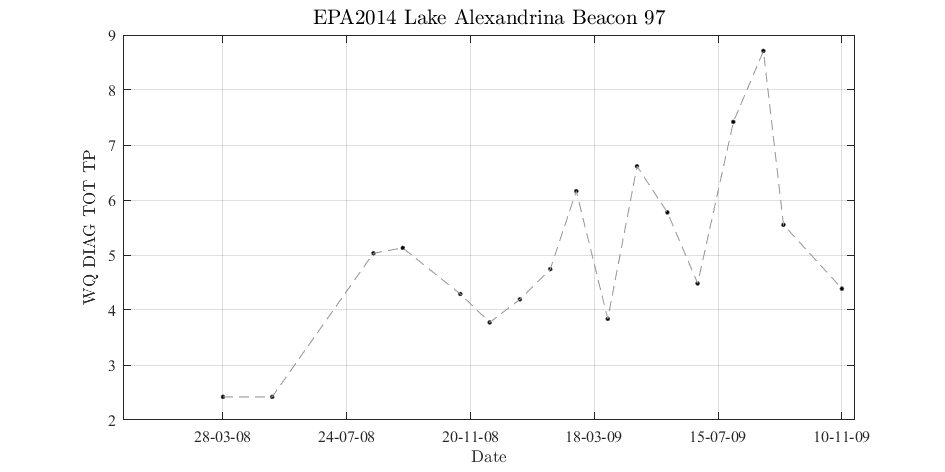 EPA2014 Lake Alexandrina Beacon 97
9
8
7
6
5
4
3
2
WQ DIAG TOT TP
28-03-08 24-07-08 20-11-08 18-03-09 15-07-09 10-11-09
Date